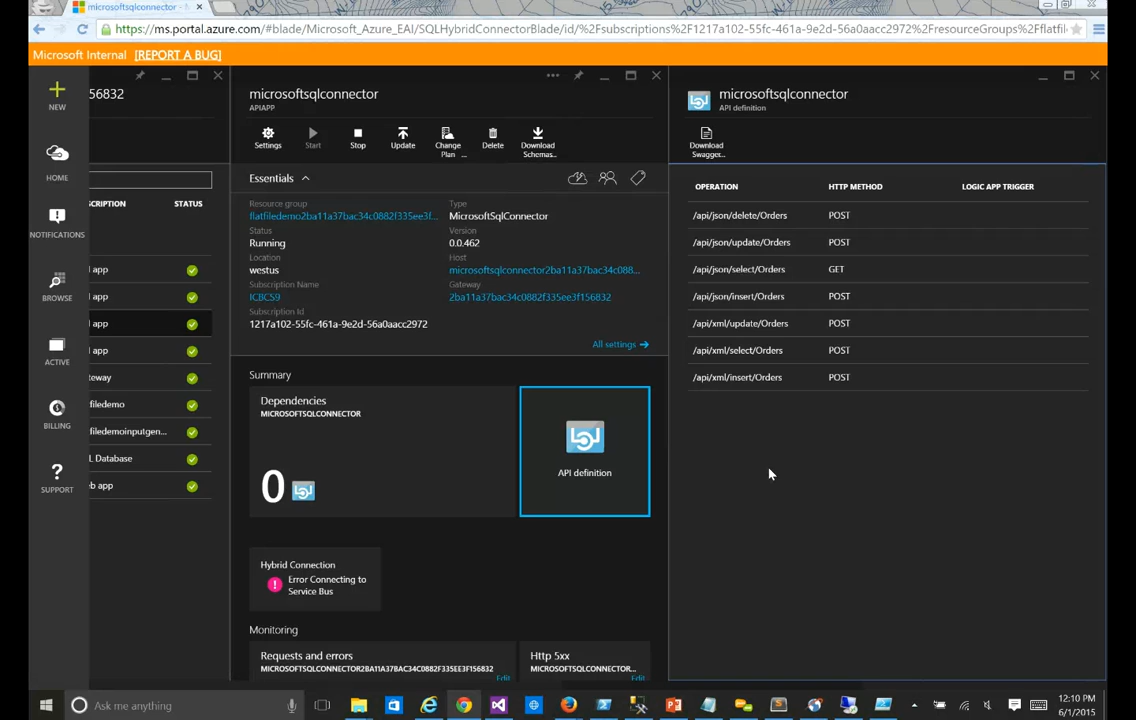 microsoftsqlconnector - M
https://ms.portal.azure.com/#blade/Microsoft_Azure_EAI/SQLHybridConnectorBlade/id/%2Fsubscriptions%2F1217a102-55fc-461a-9e2d-56a0aacc2972%2FresourceGroups%2Fflatfil
Microsoft Internal [REPORT A BUG]
NEW
HOME
NOTIFICATIONS
BROWSE
ACTIVE
BILLING
SUPPORT
56832
CRIPTION STATUS
l app
l app
l app
l app
teway
tfiledemo
filedemoinputgen...
L Database
b app
microsoftsqlconnector
APIAPP
Settings
Start
Stop
Update
Change Plan ...
Delete
Download Schemas...
Essentials
Resource group
flatfiledemo2ba11a37bac34c0882f335ee3f...
Status
Running
Location
westus
Subscription Name
ICBCS9
Subscription Id
1217a102-55fc-461a-9e2d-56a0aacc2972
Type
MicrosoftSqlConnector
Version
0.0.462
Host
microsoftsqlconnector2ba11a37bac34c088...
Gateway
2ba11a37bac34c0882f335ee3f156832
All settings →
Summary
Dependencies
MICROSOFTSQLCONNECTOR
0
API definition
Hybrid Connection
Error Connecting to
Service Bus
Monitoring
Requests and errors
MICROSOFTSQLCONNECTOR2BA11A37BAC34C0882F335EE3F156832
Edit
Http 5xx
MICROSOFTSQLCONNECTOR...
Edit
microsoftsqlconnector
API definition
Download
Swagger...
OPERATION HTTP METHOD LOGIC APP TRIGGER
/api/json/delete/Orders POST
/api/json/update/Orders POST
/api/json/select/Orders GET
/api/json/insert/Orders POST
/api/xml/update/Orders POST
/api/xml/select/Orders POST
/api/xml/insert/Orders POST
Ask me anything
12:10 PM
6/1/2015